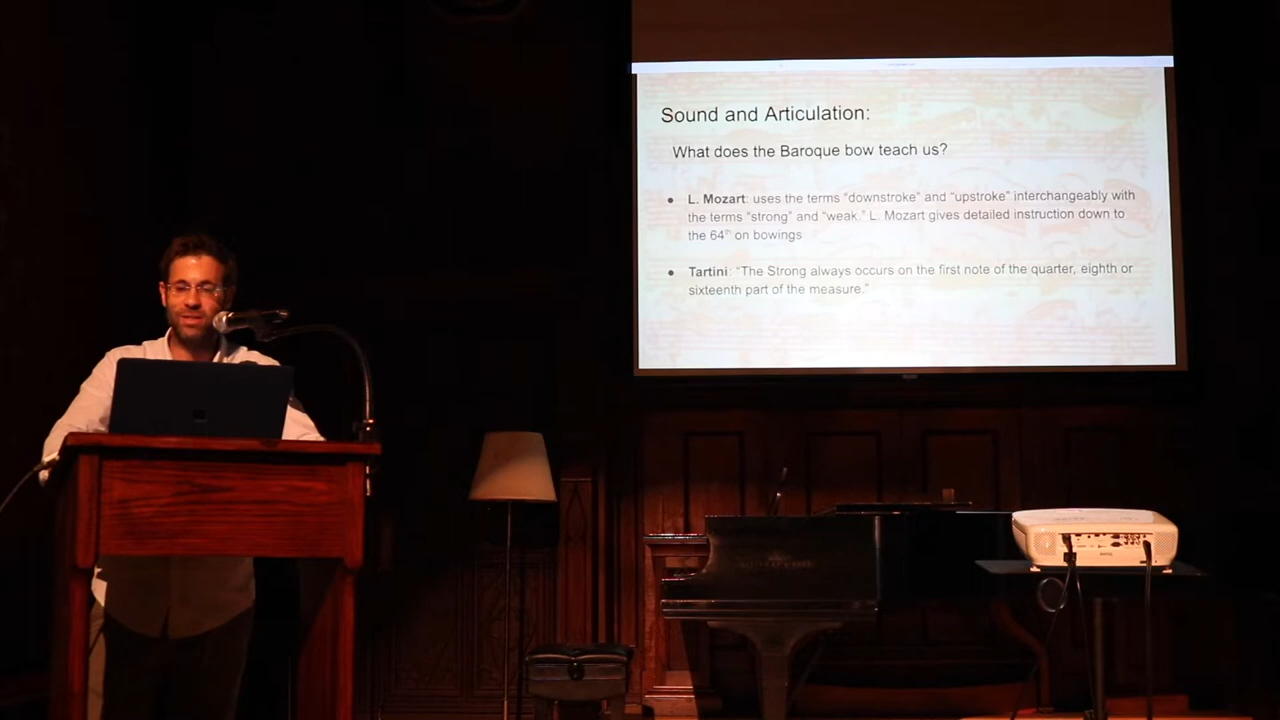 Sound and Articulation:
What does the Baroque bow teach us?
● L. Mozart: uses the terms “downstroke” and “upstroke” interchangeably with
the terms “strong” and “weak.” L. Mozart gives detailed instruction down to
the 64th on bowings
● Tartini: “The Strong always occurs on the first note of the quarter, eighth or
sixteenth part of the measure.”